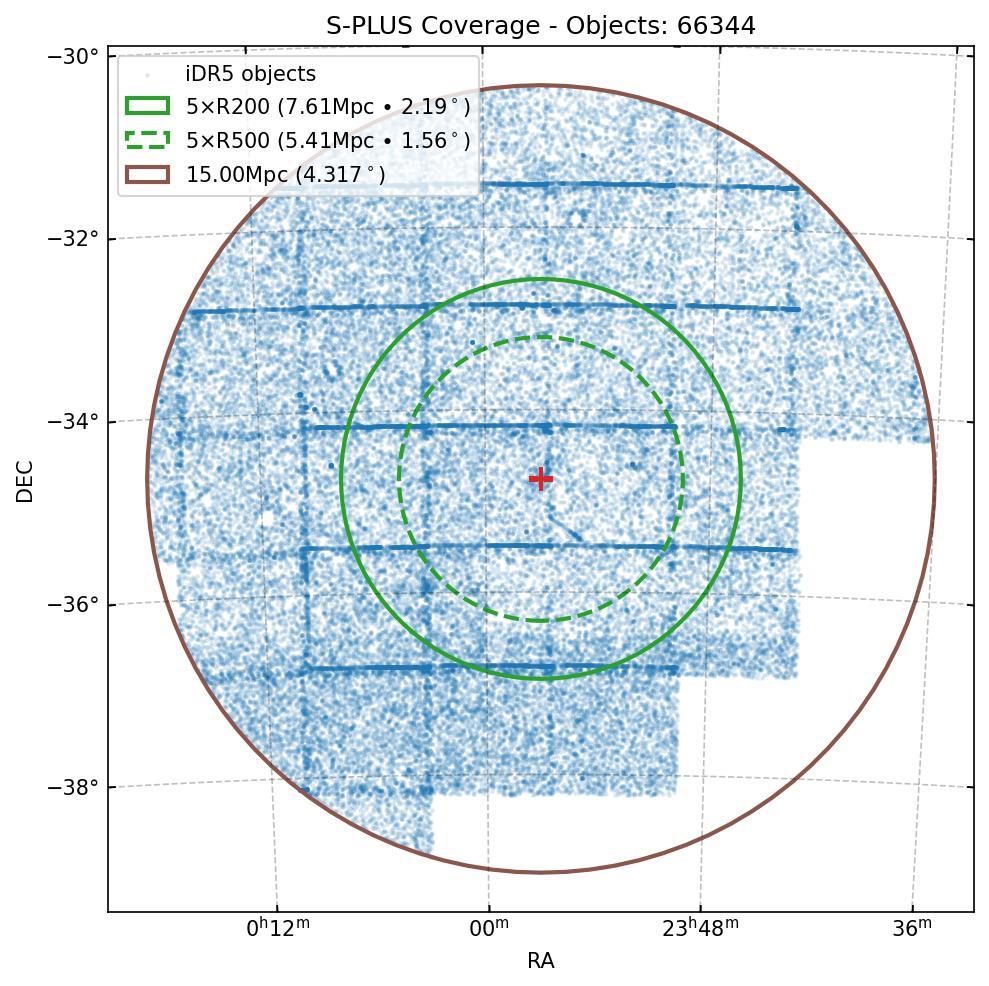 S-PLUS Coverage - Objects: 66344
iDR5 objects
5×R200 (7.61Mpc • 2.19°)
5×R500 (5.41Mpc • 1.56°)
15.00Mpc (4.317°)
−30°
−32°
−34°
−36°
−38°
DEC
0ʰ12ᵐ 00ᵐ 23ʰ48ᵐ 36ᵐ
RA